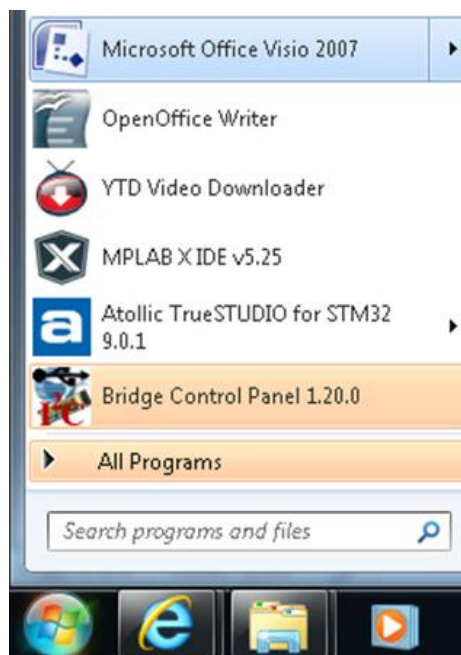 Microsoft Office Visio 2007
OpenOffice Writer
YTD Video Downloader
MPLAB X IDE v5.25
Atollic TrueSTUDIO for STM32
9.0.1
I²C
Bridge Control Panel 1.20.0
All Programs
Search programs and files